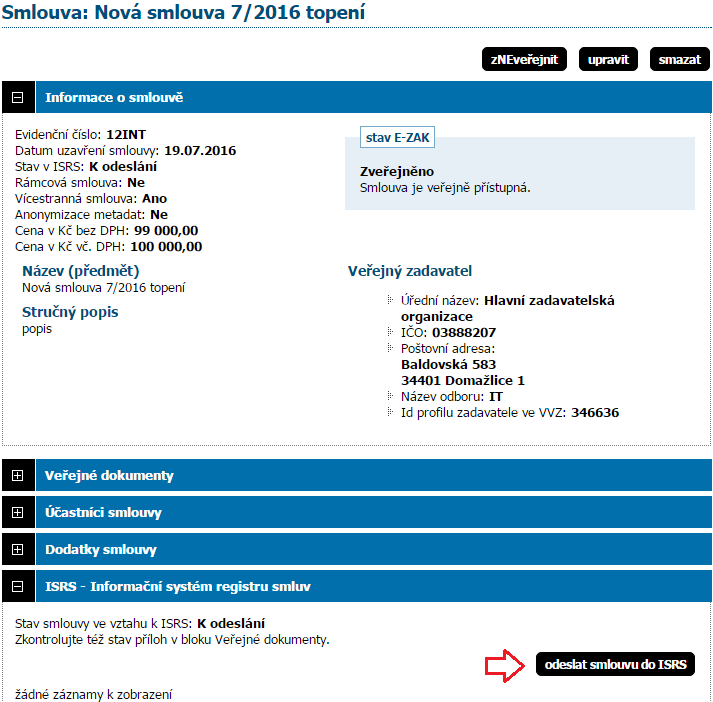 Smlouva: Nová smlouva 7/2016 topení
zNEveřejnit upravit smazat
Informace o smlouvě
Evidenční číslo: 12INT
Datum uzavření smlouvy: 19.07.2016
Stav v ISRS: K odeslání
Rámcová smlouva: Ne
Vícestranná smlouva: Ano
Anonymizace metadat: Ne
Cena v Kč bez DPH: 99 000,00
Cena v Kč vč. DPH: 100 000,00
stav E-ZAK
Zveřejněno
Smlouva je veřejně přístupná.
Název (předmět)
Nová smlouva 7/2016 topení
Stručný popis
popis
Veřejný zadavatel
Úřední název: Hlavní zadavatelská
organizace
IČO: 03888207
Poštovní adresa:
Baldovská 583
34401 Domažlice 1
Název odboru: IT
Id profilu zadavatele ve VVZ: 346636
Veřejné dokumenty
Účastníci smlouvy
Dodatky smlouvy
ISRS - Informační systém registru smluv
Stav smlouvy ve vztahu k ISRS: K odeslání
Zkontrolujte též stav příloh v bloku Veřejné dokumenty.
odeslat smlouvu do ISRS
žádné záznamy k zobrazení